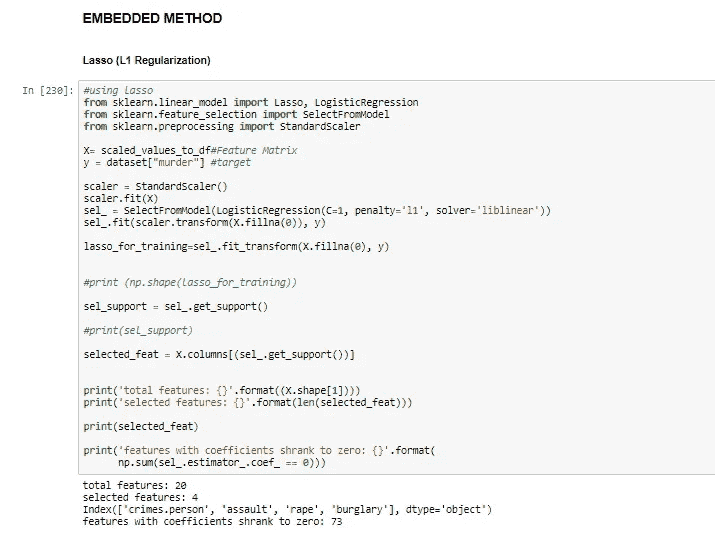 EMBEDDED METHOD
Lasso (L1 Regularization)
In [230]: #using lasso
from sklearn.linear_model import Lasso, LogisticRegression
from sklearn.feature_selection import SelectFromModel
from sklearn.preprocessing import StandardScaler
X= scaled_values_to_df#Feature Matrix
y = dataset["murder"] #target
scaler = StandardScaler()
scaler.fit(X)
sel_ = SelectFromModel(LogisticRegression(C=1, penalty='l1', solver='liblinear'))
sel_.fit(scaler.transform(X.fillna(0)), y)
lasso_for_training=sel_.fit_transform(X.fillna(0), y)
#print (np.shape(lasso_for_training))
sel_support = sel_.get_support()
#print(sel_support)
selected_feat = X.columns[(sel_.get_support())]
print('total features: {}'.format((X.shape[1])))
print('selected features: {}'.format(len(selected_feat)))
print(selected_feat)
print('features with coefficients shrank to zero: {}'.format(
np.sum(sel_.estimator_.coef_ == 0)))
total features: 20
selected features: 4
Index(['crimes.person', 'assault', 'rape', 'burglary'], dtype='object')
features with coefficients shrank to zero: 73